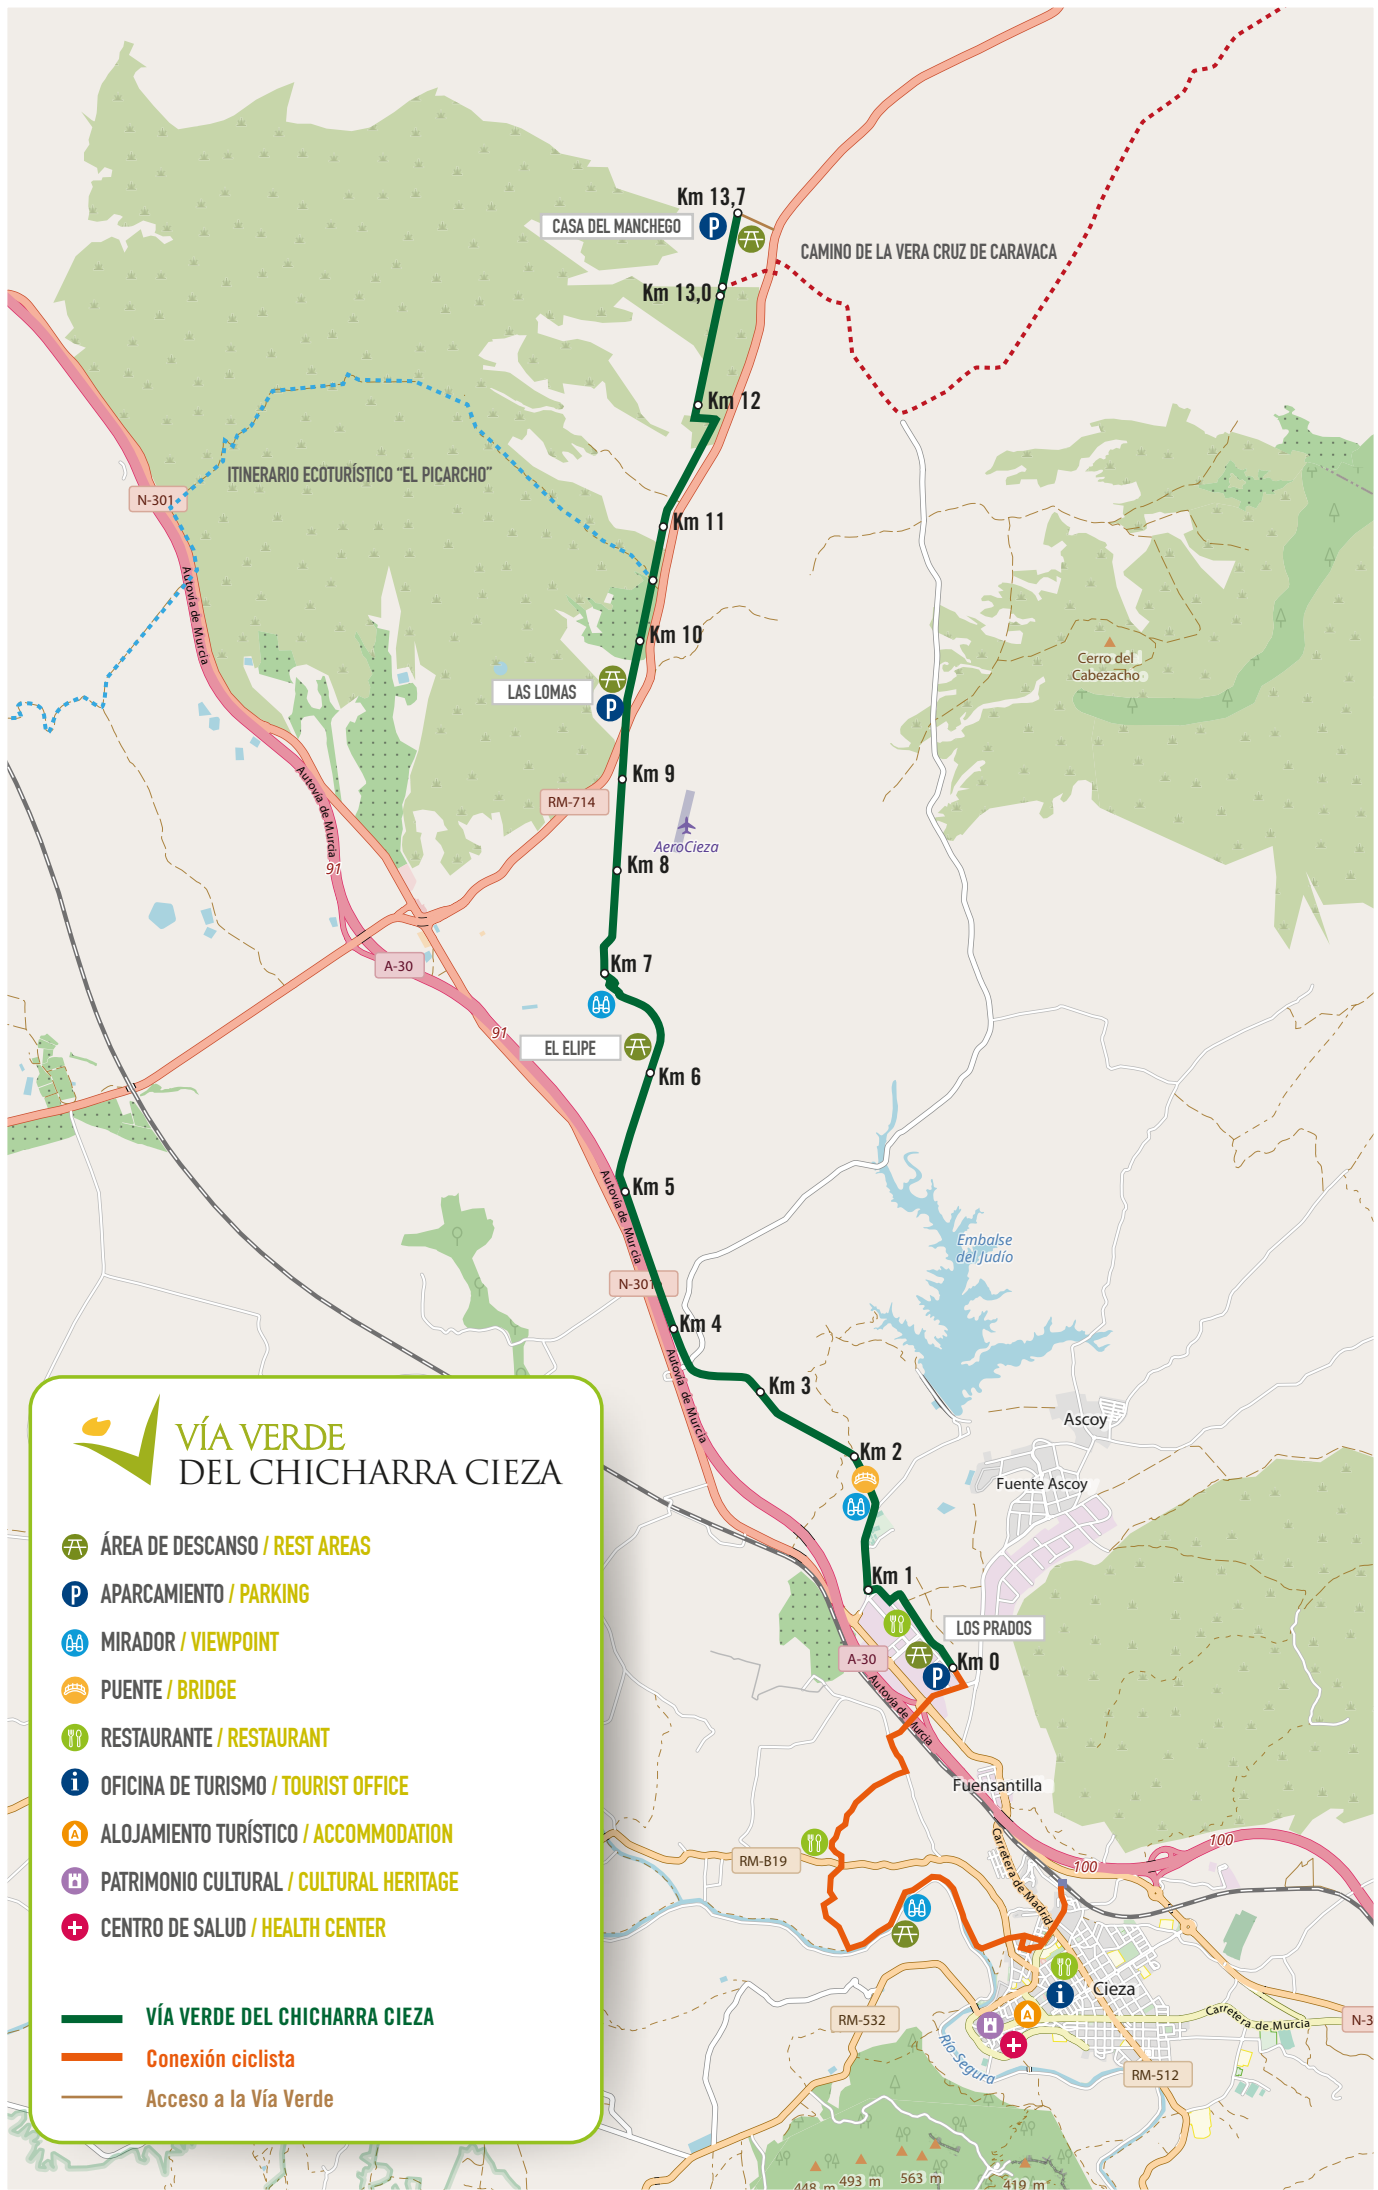 Km 13,7
CASA DEL MANCHEGO
P
CAMINO DE LA VERA CRUZ DE CARAVACA
Km 13,0
Km 12
ITINERARIO ECOTURÍSTICO “EL PICARCHO”
N-301
Km 11
Autovía de Murcia
Km 10
Cerro del
Cabezacho
LAS LOMAS
P
Km 9
Autovía de Murcia
RM-714
AeroCieza
91
Km 8
Km 7
A-30
91
EL ELIPE
Km 6
Km 5
Autovía de Murcia
Embalse
del Judío
N-301
Km 4
Autovía de Murcia
Km 3
Ascoy
Km 2
Fuente Ascoy
Km 1
LOS PRADOS
A-30
Km 0
P
Autovía de Murcia
Fuensantilla
100
100
RM-B19
Carretera de Madrid
Cieza
i
RM-532
Carretera de Murcia
N-3
Río Segura
RM-512
448 m
493 m
563 m
419 m
VÍA VERDE
DEL CHICHARRA CIEZA
ÁREA DE DESCANSO / REST AREAS
P APARCAMIENTO / PARKING
MIRADOR / VIEWPOINT
PUENTE / BRIDGE
RESTAURANTE / RESTAURANT
i OFICINA DE TURISMO / TOURIST OFFICE
ALOJAMIENTO TURÍSTICO / ACCOMMODATION
PATRIMONIO CULTURAL / CULTURAL HERITAGE
CENTRO DE SALUD / HEALTH CENTER
VÍA VERDE DEL CHICHARRA CIEZA
Conexión ciclista
Acceso a la Vía Verde